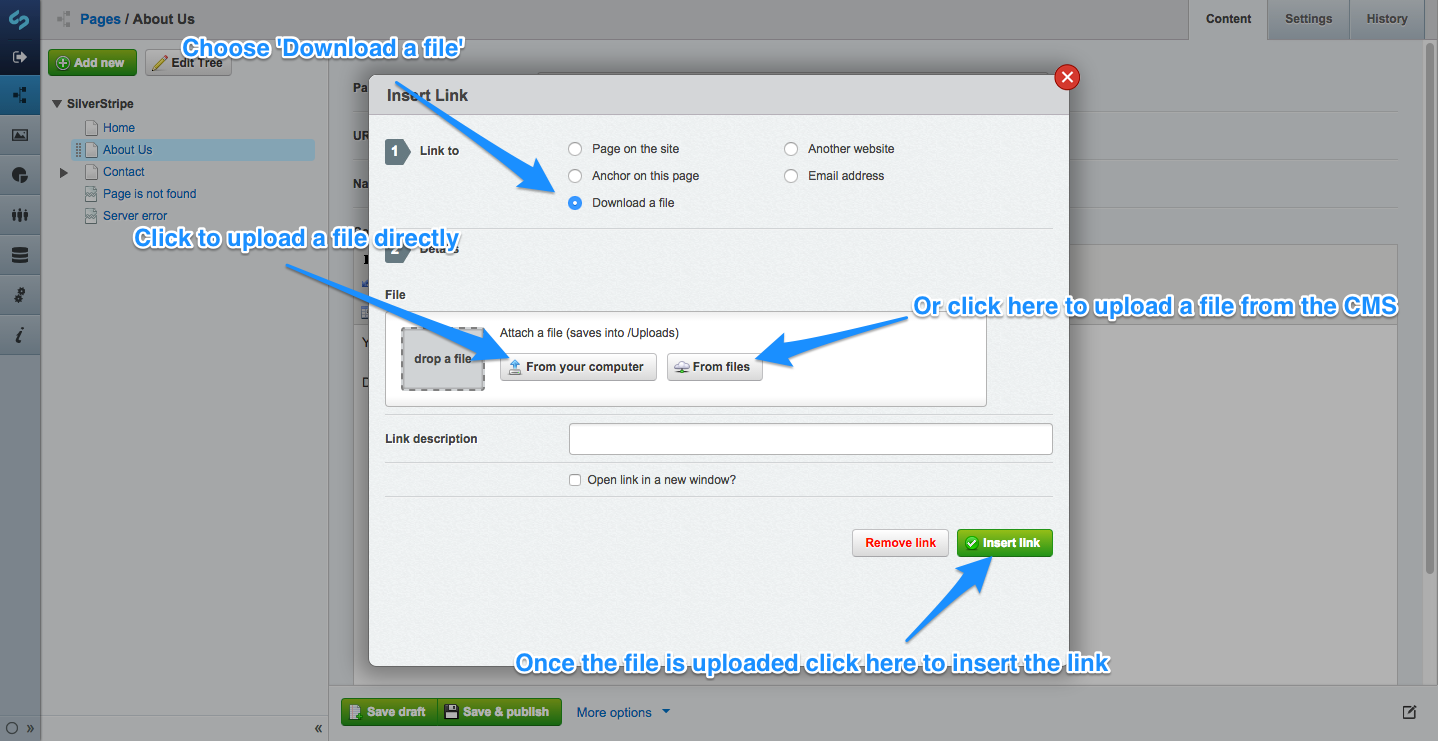 Pages / About Us
Content
Settings
History
Choose 'Download a file'
Add new
Edit Tree
SilverStripe
Home
About Us
Contact
Page is not found
Server error
Insert Link
1
Link to
Page on the site
Another website
Anchor on this page
Email address
Download a file
Click to upload a file directly
2
Details
File
Or click here to upload a file from the CMS
Attach a file (saves into /Uploads)
drop a file
From your computer
From files
Link description
Open link in a new window?
Remove link
Insert link
Once the file is uploaded click here to insert the link
Save draft
Save & publish
More options